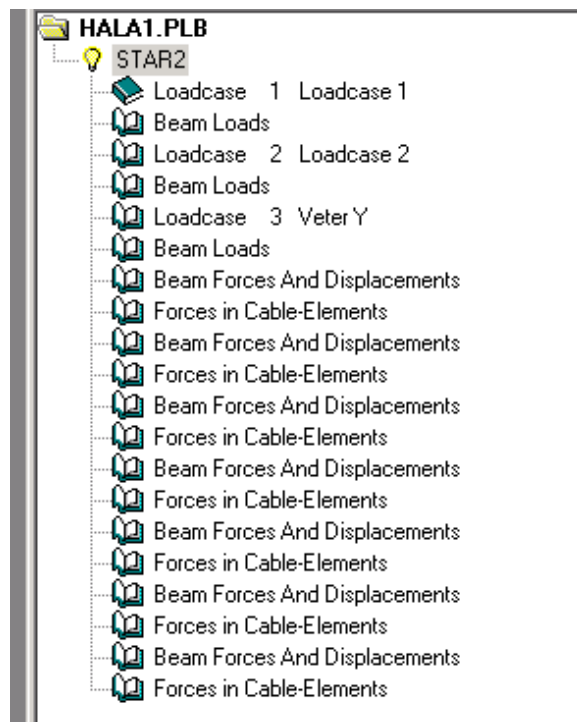 HALA1.PLB
STAR2
Loadcase 1 Loadcase 1
Beam Loads
Loadcase 2 Loadcase 2
Beam Loads
Loadcase 3 Veter Y
Beam Loads
Beam Forces And Displacements
Forces in Cable-Elements
Beam Forces And Displacements
Forces in Cable-Elements
Beam Forces And Displacements
Forces in Cable-Elements
Beam Forces And Displacements
Forces in Cable-Elements
Beam Forces And Displacements
Forces in Cable-Elements
Beam Forces And Displacements
Forces in Cable-Elements
Beam Forces And Displacements
Forces in Cable-Elements